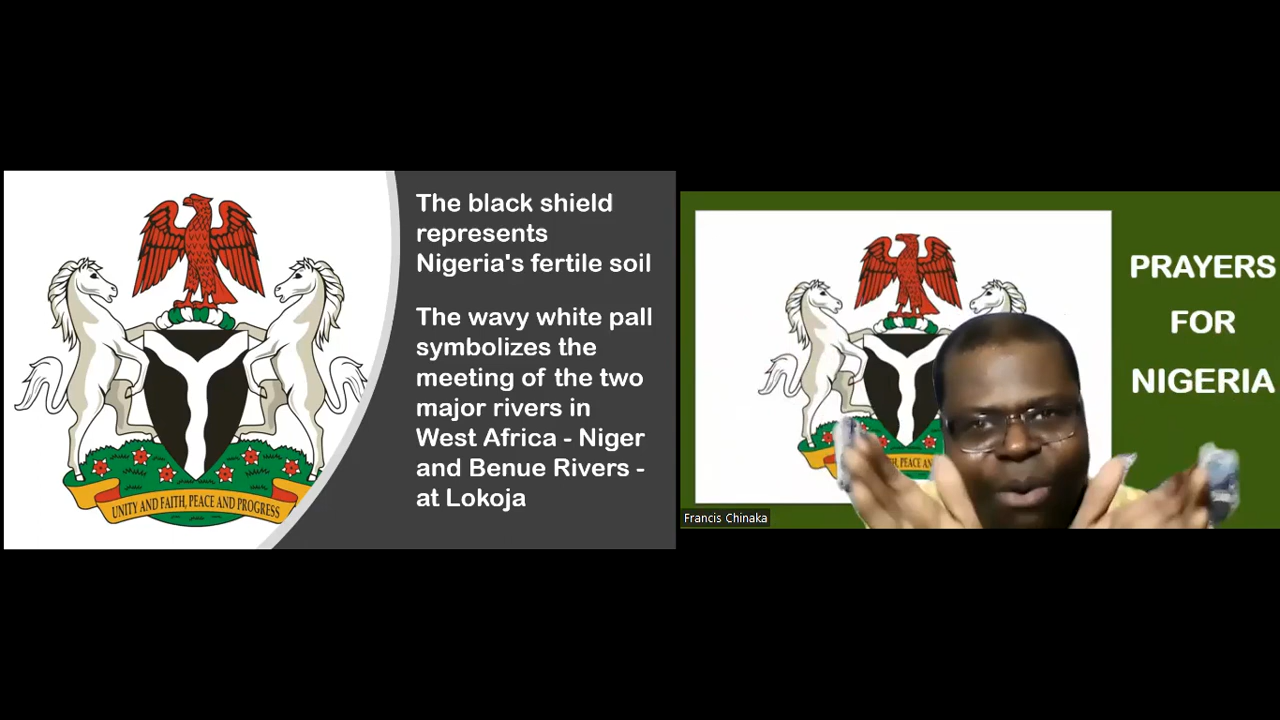 The black shield
represents
Nigeria's fertile soil
The wavy white pall
symbolizes the
meeting of the two
major rivers in
West Africa - Niger
and Benue Rivers -
at Lokoja
UNITY AND FAITH, PEACE AND PROGRESS
PRAYERS
FOR
NIGERIA
PEACE AN
Francis Chinaka